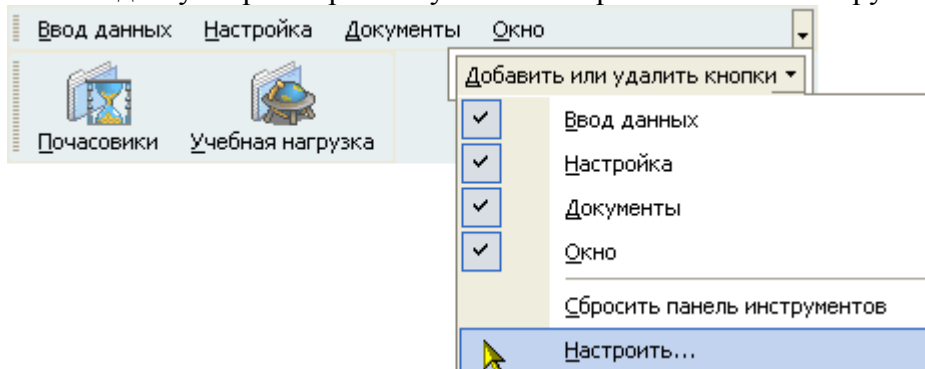 Ввод данных Настройка Документы Окно
Добавить или удалить кнопки
Почасовики Учебная нагрузка
Ввод данных
Настройка
Документы
Окно
Сбросить панель инструментов
Настроить...